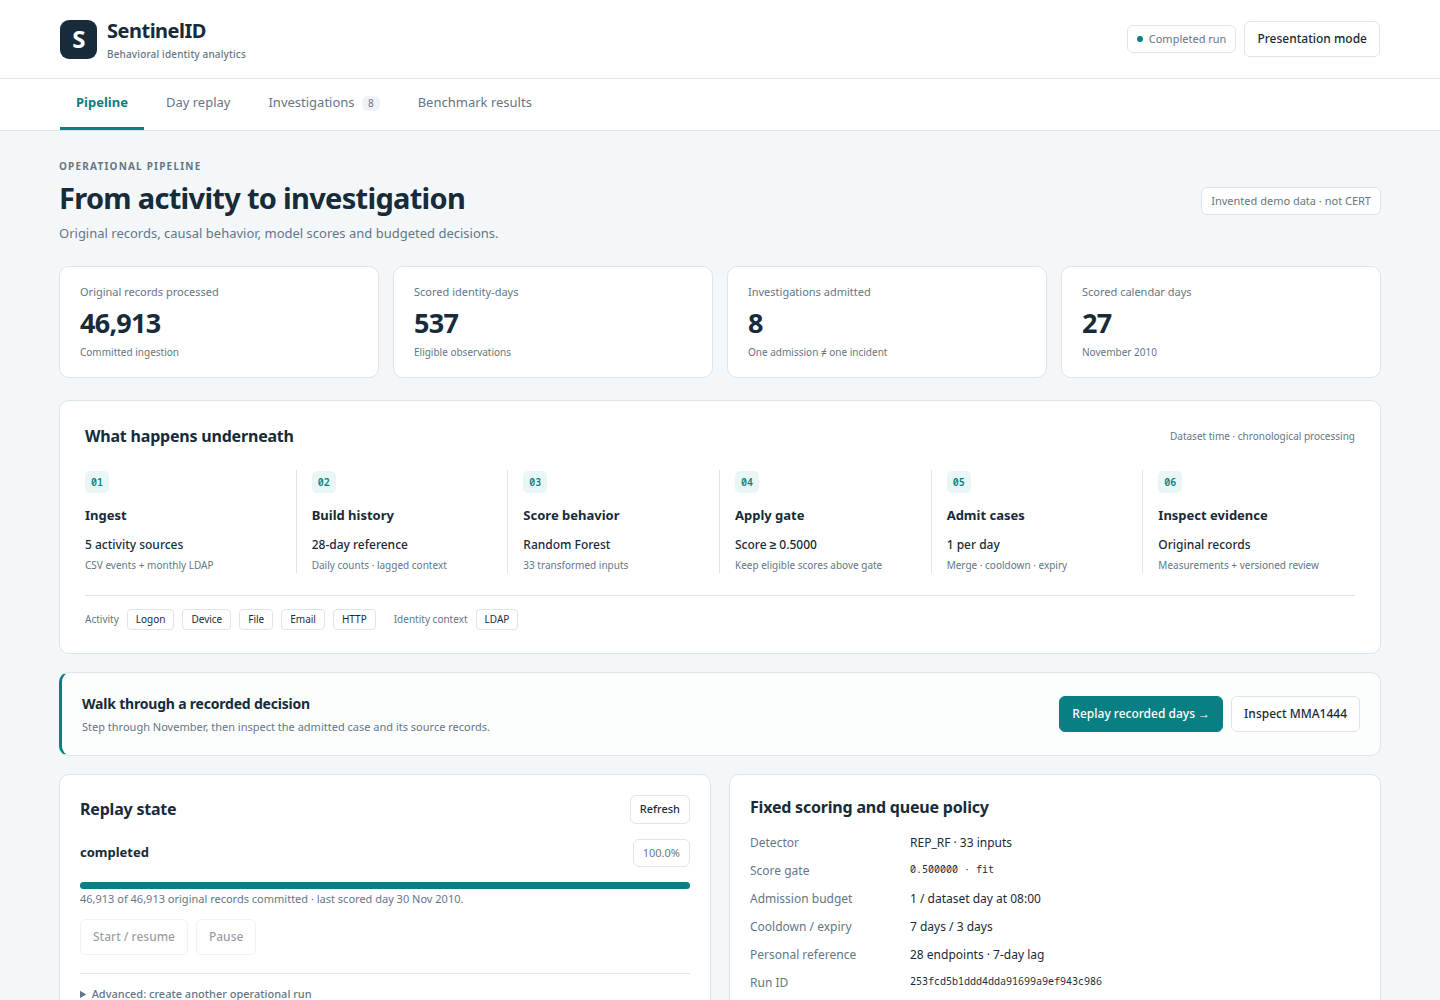 S
SentinelID
Behavioral identity analytics
Completed run
Presentation mode
Pipeline
Day replay
Investigations 8
Benchmark results
OPERATIONAL PIPELINE
From activity to investigation
Original records, causal behavior, model scores and budgeted decisions.
Invented demo data · not CERT
Original records processed
46,913
Committed ingestion
Scored identity-days
537
Eligible observations
Investigations admitted
8
One admission ≠ one incident
Scored calendar days
27
November 2010
What happens underneath
Dataset time · chronological processing
01
Ingest
5 activity sources
CSV events + monthly LDAP
02
Build history
28-day reference
Daily counts · lagged context
03
Score behavior
Random Forest
33 transformed inputs
04
Apply gate
Score ≥ 0.5000
Keep eligible scores above gate
05
Admit cases
1 per day
Merge · cooldown · expiry
06
Inspect evidence
Original records
Measurements + versioned review
Activity Logon Device File Email HTTP Identity context LDAP
Walk through a recorded decision
Step through November, then inspect the admitted case and its source records.
Replay recorded days →
Inspect MMA1444
Replay state
Refresh
completed
100.0%
46,913 of 46,913 original records committed · last scored day 30 Nov 2010.
Start / resume
Pause
▶ Advanced: create another operational run
Fixed scoring and queue policy
Detector REP_RF · 33 inputs
Score gate 0.500000 · fit
Admission budget 1 / dataset day at 08:00
Cooldown / expiry 7 days / 3 days
Personal reference 28 endpoints · 7-day lag
Run ID 253fcd5b1ddd4dda91699a9ef943c986